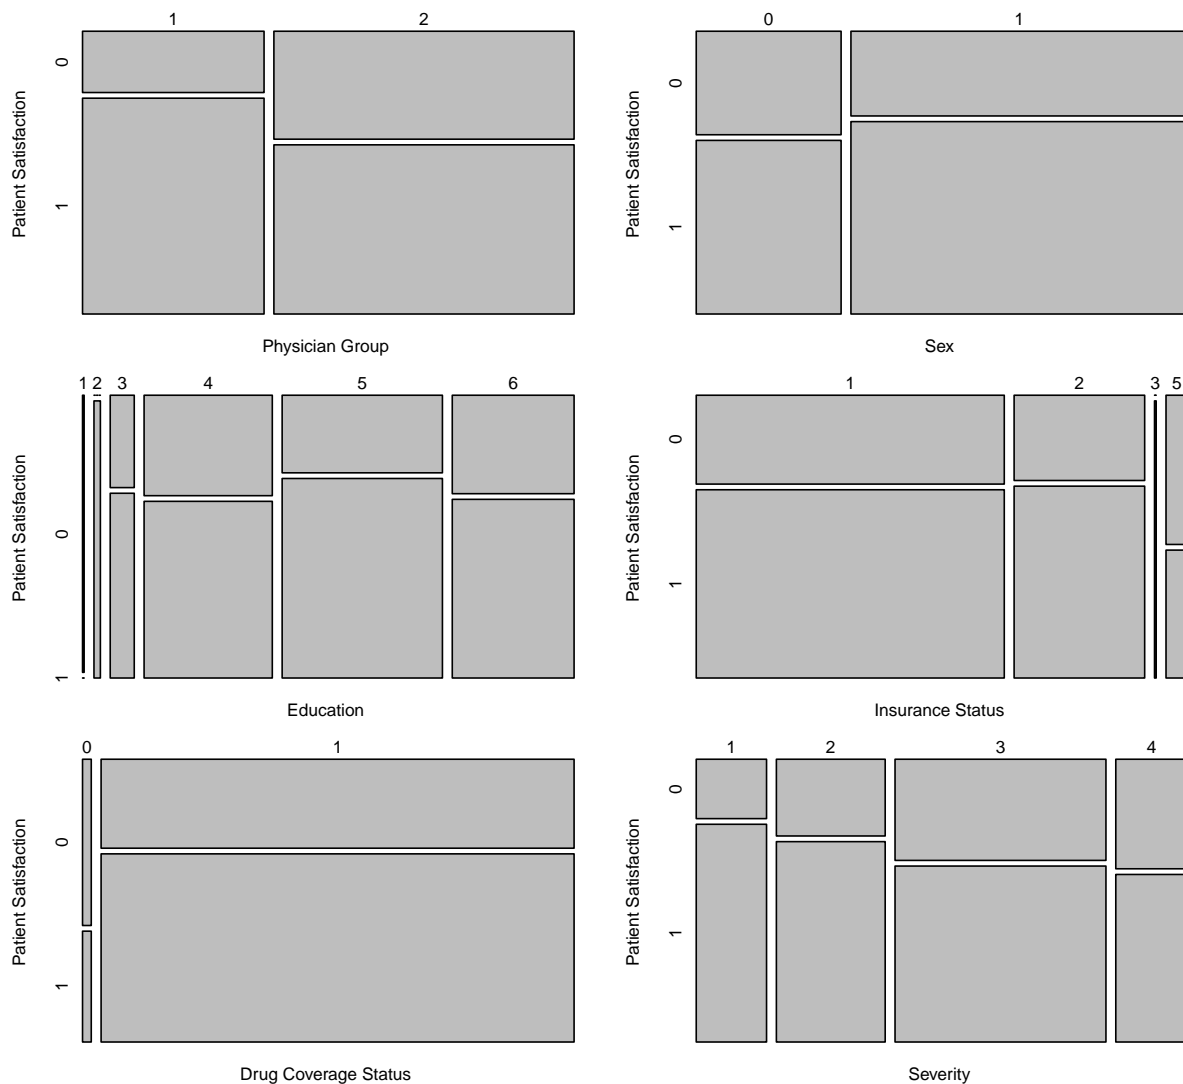 1 2
0
1
Patient Satisfaction
Physician Group
0 1
0
1
Patient Satisfaction
Sex
1 2 3 4 5 6
0
1
Patient Satisfaction
Education
1 2 3 5
0
1
Patient Satisfaction
Insurance Status
0 1
0
1
Patient Satisfaction
Drug Coverage Status
1 2 3 4
0
1
Patient Satisfaction
Severity